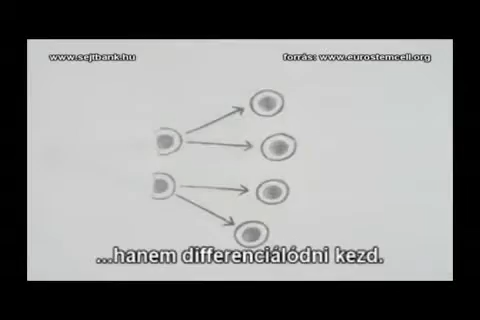 www.sejtbank.hu
forrás: www.eurostemcell.org
...hanem differenciálódni kezd.